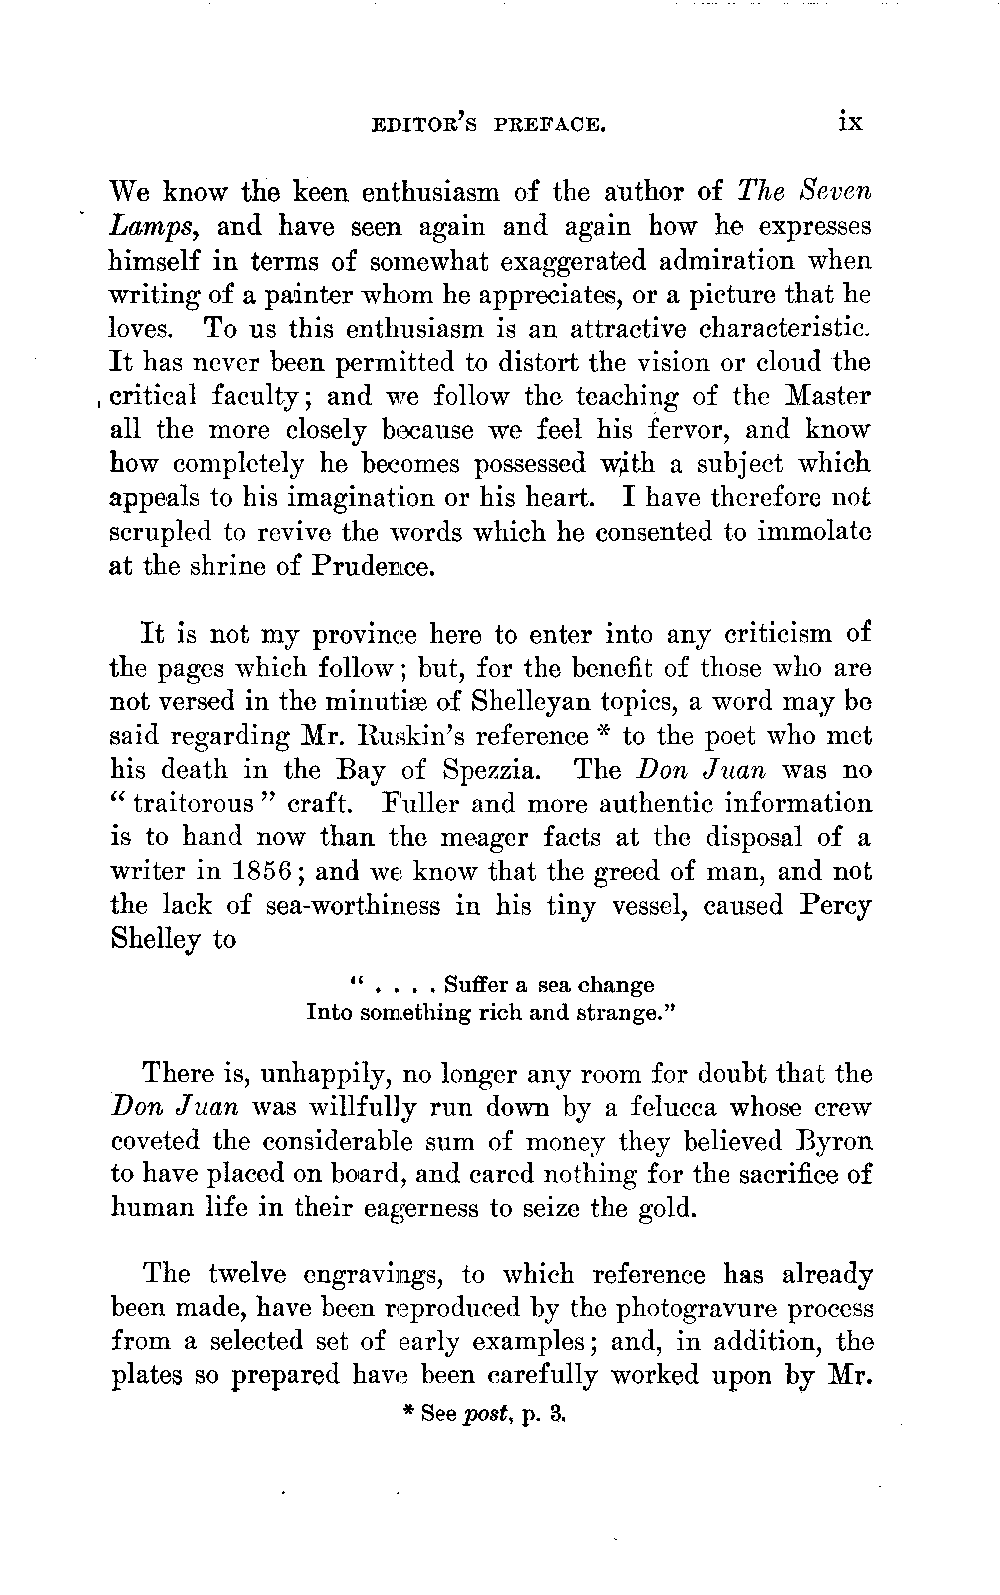 EDITOR'S PREFACE. ix
We know the keen enthusiasm of the author of The Seven
Lamps, and have seen again and again how he expresses
himself in terms of somewhat exaggerated admiration when
writing of a painter whom he appreciates, or a picture that he
loves. To us this enthusiasm is an attractive characteristic.
It has never been permitted to distort the vision or cloud the
critical faculty; and we follow the teaching of the Master
all the more closely because we feel his fervor, and know
how completely he becomes possessed with a subject which
appeals to his imagination or his heart. I have therefore not
scrupled to revive the words which he consented to immolate
at the shrine of Prudence.
It is not my province here to enter into any criticism of
the pages which follow; but, for the benefit of those who are
not versed in the minutiæ of Shelleyan topics, a word may be
said regarding Mr. Ruskin's reference * to the poet who met
his death in the Bay of Spezzia. The Don Juan was no
"traitorous" craft. Fuller and more authentic information
is to hand now than the meager facts at the disposal of a
writer in 1856; and we know that the greed of man, and not
the lack of sea-worthiness in his tiny vessel, caused Percy
Shelley to
". . . . Suffer a sea change
Into something rich and strange."
There is, unhappily, no longer any room for doubt that the
Don Juan was willfully run down by a felucca whose crew
coveted the considerable sum of money they believed Byron
to have placed on board, and cared nothing for the sacrifice of
human life in their eagerness to seize the gold.
The twelve engravings, to which reference has already
been made, have been reproduced by the photogravure process
from a selected set of early examples; and, in addition, the
plates so prepared have been carefully worked upon by Mr.
* See post, p. 3.